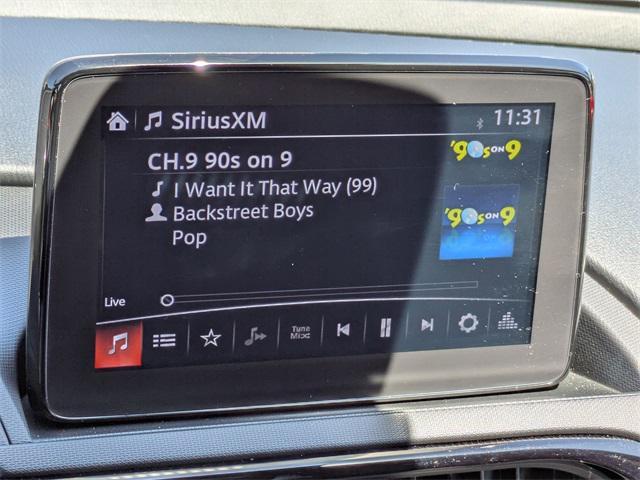 SiriusXM 11:31
CH.9 90s on 9
'90s ON 9
I Want It That Way (99)
Backstreet Boys
'90s ON 9
Pop
Live
Tune
Mix